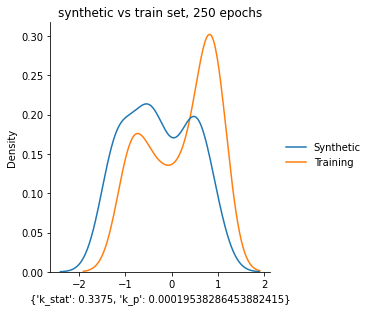 synthetic vs train set, 250 epochs
0.30
0.25
0.20
0.15
0.10
0.05
0.00
Density
Synthetic
Training
−2 −1 0 1 2
{'k_stat': 0.3375, 'k_p': 0.00019538286453882415}